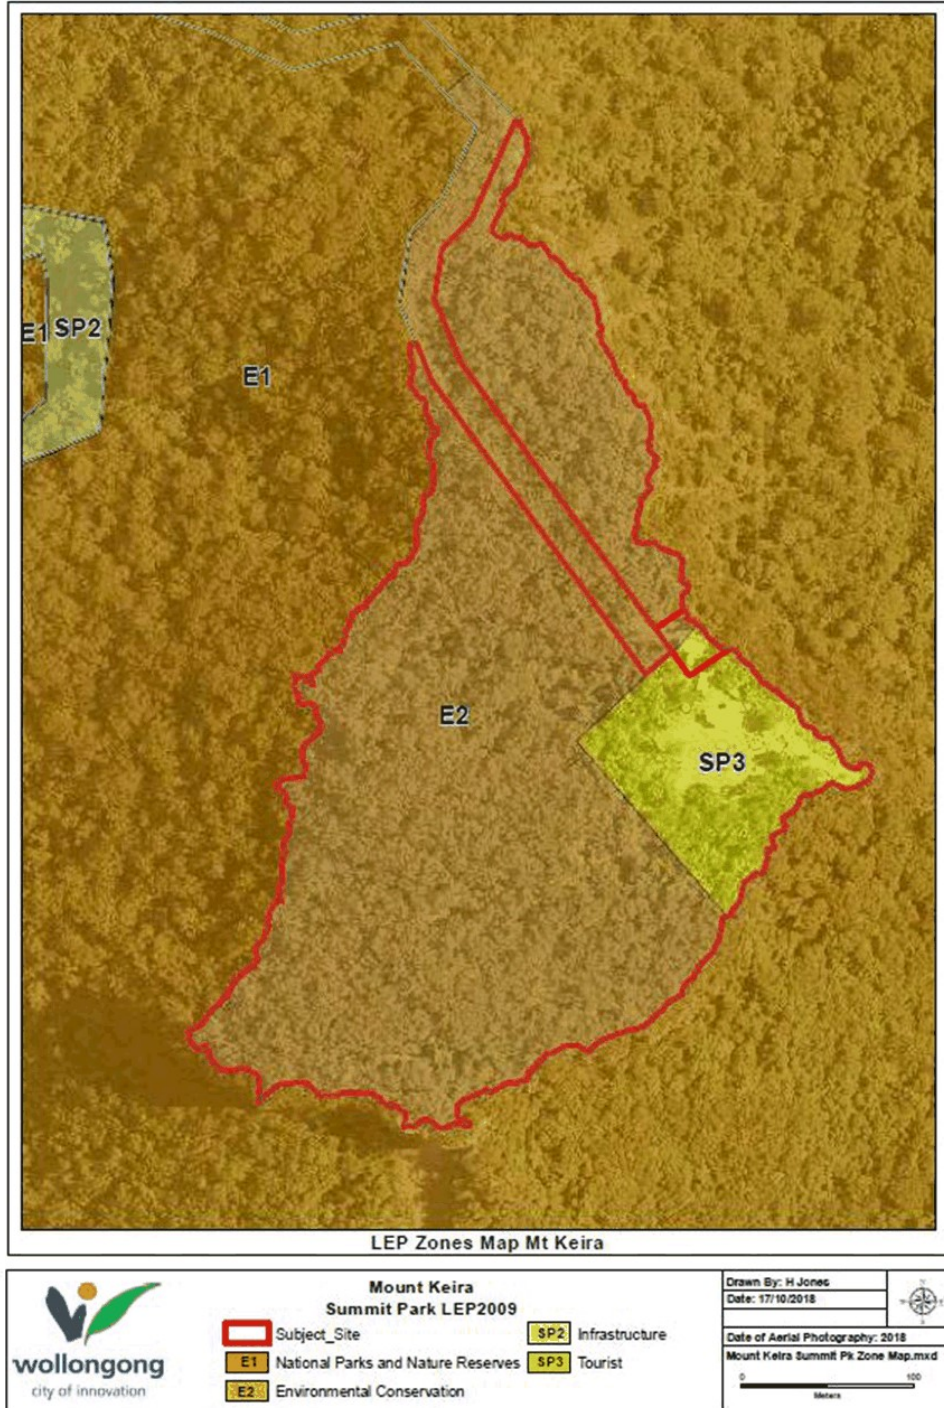 E1
SP2
E1
E2
SP3
LEP Zones Map Mt Keira
wollongong
city of innovation
Mount Keira
Summit Park LEP2009
Subject_Site
E1 National Parks and Nature Reserves
E2 Environmental Conservation
SP2 Infrastructure
SP3 Tourist
Drawn By: H Jones
Date: 17/10/2018
Date of Aerial Photography: 2018
Mount Keira Summit Pk Zone Map.mxd
0 100
Meters